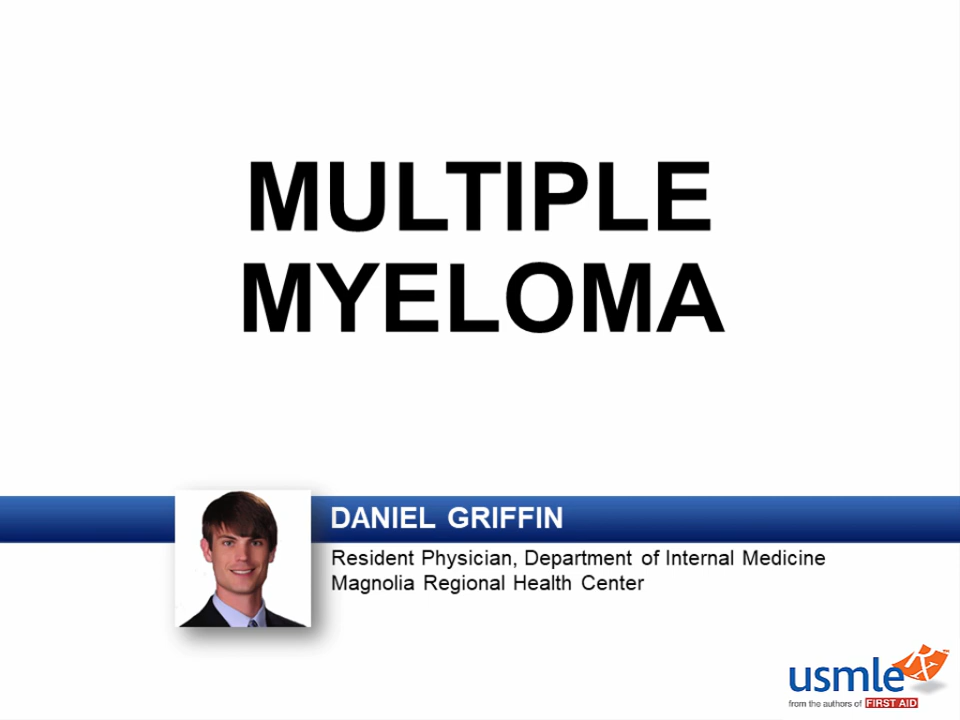 MULTIPLE
MYELOMA
DANIEL GRIFFIN
Resident Physician, Department of Internal Medicine
Magnolia Regional Health Center
usmle Rx
from the authors of FIRST AID